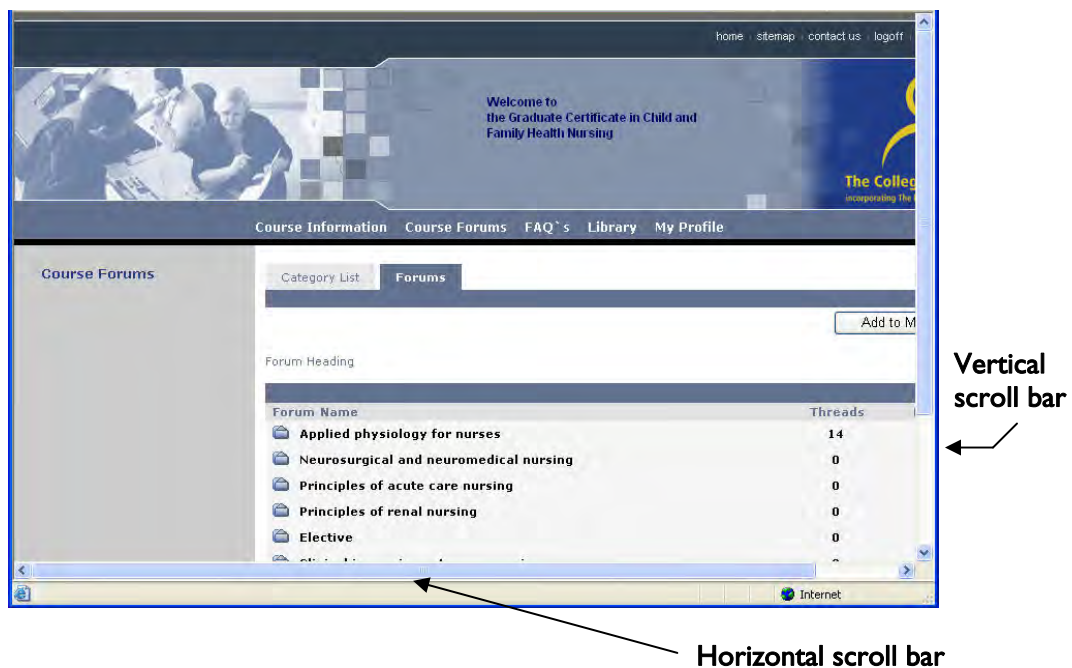 home sitemap contact us logoff
Welcome to
the Graduate Certificate in Child and
Family Health Nursing
The Colleg
incorporating The
Course Information Course Forums FAQ`s Library My Profile
Course Forums
Category List Forums
Add to M
Forum Heading
Vertical
scroll bar
Forum Name Threads
Applied physiology for nurses 14
Neurosurgical and neuromedical nursing 0
Principles of acute care nursing 0
Principles of renal nursing 0
Elective 0
Internet
Horizontal scroll bar